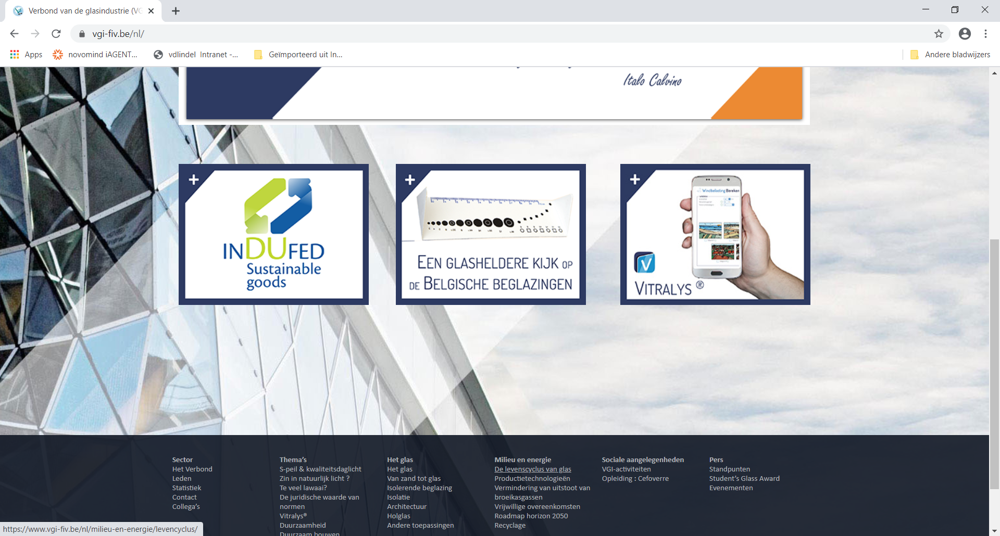 Verbond van de glasindustrie (VG
vgi-fiv.be/nl/
Apps
novomind iAGENT...
vdlindel Intranet -...
Geïmporteerd uit In...
Andere bladwijzers
Italo Calvino
INDUFED
Sustainable
goods
EEN GLASHELDERE KIJK OP
DE BELGISCHE BEGLAZINGEN
Windbelasting Bereken
V
VITRALYS ®
Sector
Het Verbond
Leden
Statistiek
Contact
Collega's
Thema's
S-peil & kwaliteitsdaglicht
Zin in natuurlijk licht ?
Te veel lawaai?
De juridische waarde van
normen
Vitralys®
Duurzaamheid
Duurzaam bouwen
Het glas
Het glas
Van zand tot glas
Isolerende beglazing
Isolatie
Architectuur
Holglas
Andere toepassingen
Milieu en energie
De levenscyclus van glas
Productietechnologieën
Vermindering van uitstoot van
broeikasgassen
Vrijwillige overeenkomsten
Roadmap horizon 2050
Recyclage
Sociale aangelegenheden
VGI-activiteiten
Opleiding : Cefoverre
Pers
Standpunten
Student's Glass Award
Evenementen
https://www.vgi-fiv.be/nl/milieu-en-energie/levencyclus/